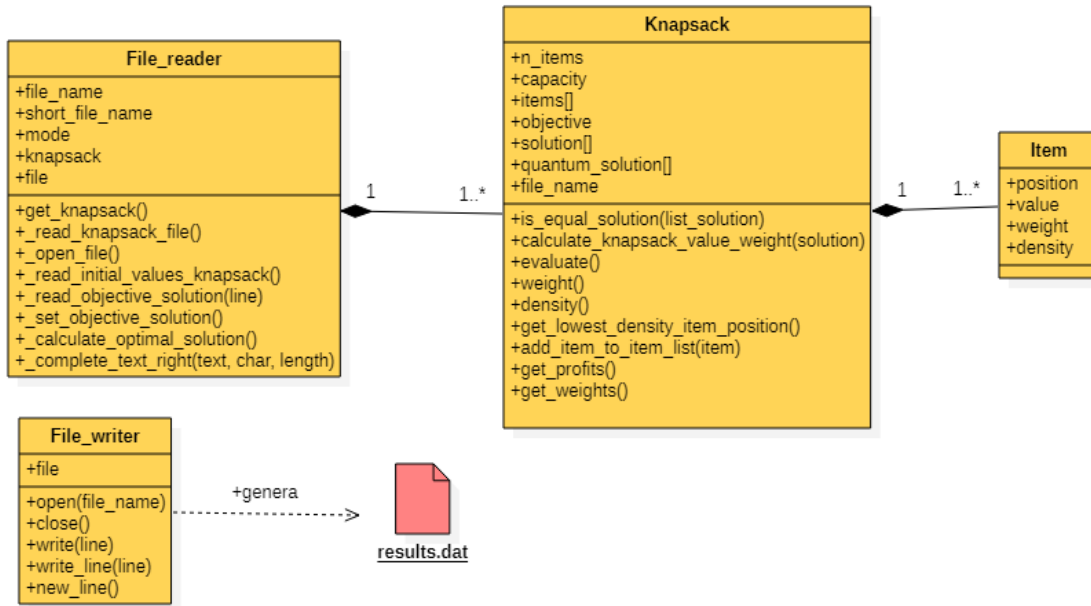 File_reader
+file_name
+short_file_name
+mode
+knapsack
+file
+get_knapsack()
+_read_knapsack_file()
+_open_file()
+_read_initial_values_knapsack()
+_read_objective_solution(line)
+_set_objective_solution()
+_calculate_optimal_solution()
+_complete_text_right(text, char, length)
1
1..*
Knapsack
+n_items
+capacity
+items[]
+objective
+solution[]
+quantum_solution[]
+file_name
+is_equal_solution(list_solution)
+calculate_knapsack_value_weight(solution)
+evaluate()
+weight()
+density()
+get_lowest_density_item_position()
+add_item_to_item_list(item)
+get_profits()
+get_weights()
1
1..*
Item
+position
+value
+weight
+density
File_writer
+file
+open(file_name)
+close()
+write(line)
+write_line(line)
+new_line()
+genera
results.dat